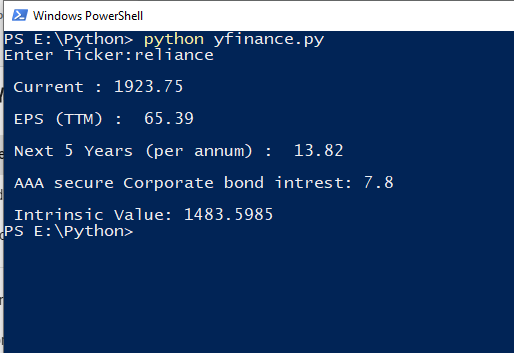 Windows PowerShell
PS E:\Python> python yfinance.py
Enter Ticker:reliance
Current : 1923.75
EPS (TTM) :  65.39
Next 5 Years (per annum) :  13.82
AAA secure Corporate bond intrest: 7.8
Intrinsic Value: 1483.5985
PS E:\Python>